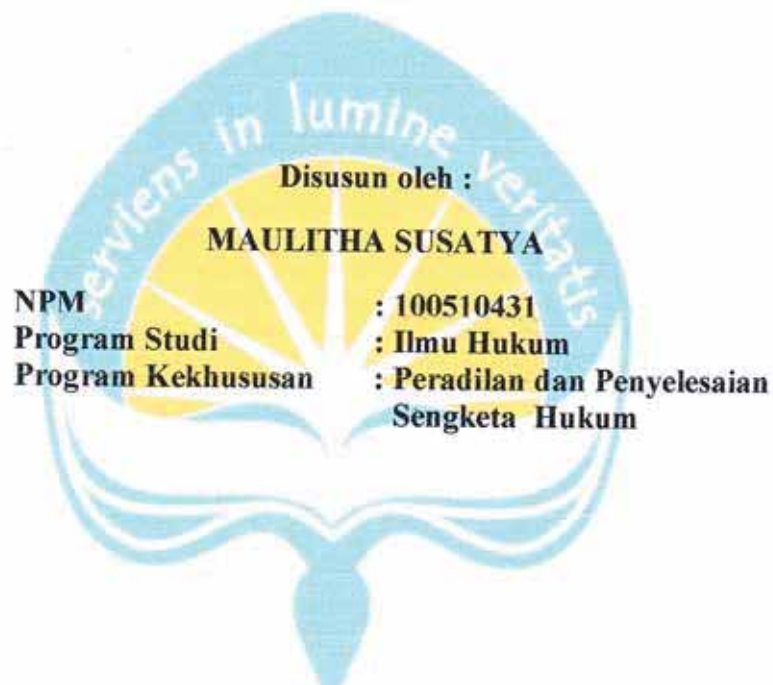 serviens in lumine veritatis
Disusun oleh :
MAULITHA SUSATYA
NPM : 100510431
Program Studi : Ilmu Hukum
Program Kekhususan : Peradilan dan Penyelesaian
Sengketa Hukum